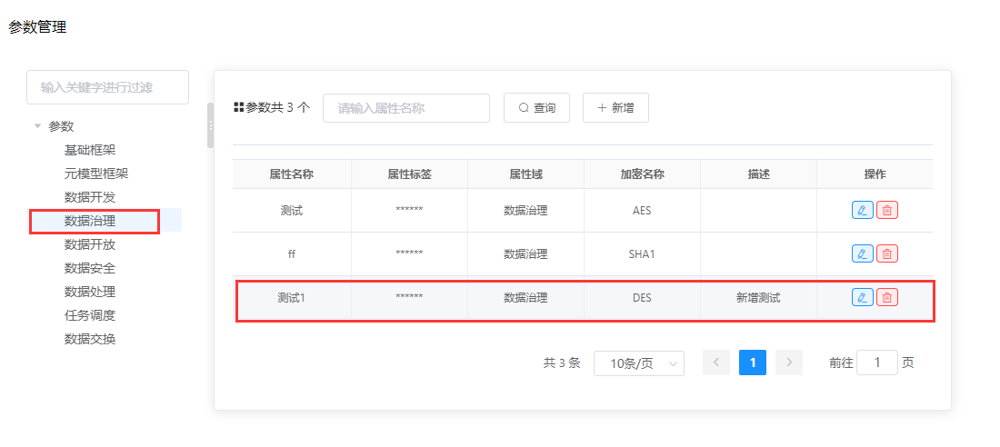 参数管理
输入关键字进行过滤
参数
基础框架
元模型框架
数据开发
数据治理
数据开放
数据安全
数据处理
任务调度
数据交换
参数共 3 个 请输入属性名称 查询 新增
属性名称 属性标签 属性域 加密名称 描述 操作
测试 ****** 数据治理 AES
ff ****** 数据治理 SHA1
测试1 ****** 数据治理 DES 新增测试
共 3 条 10条/页 1 前往 1 页